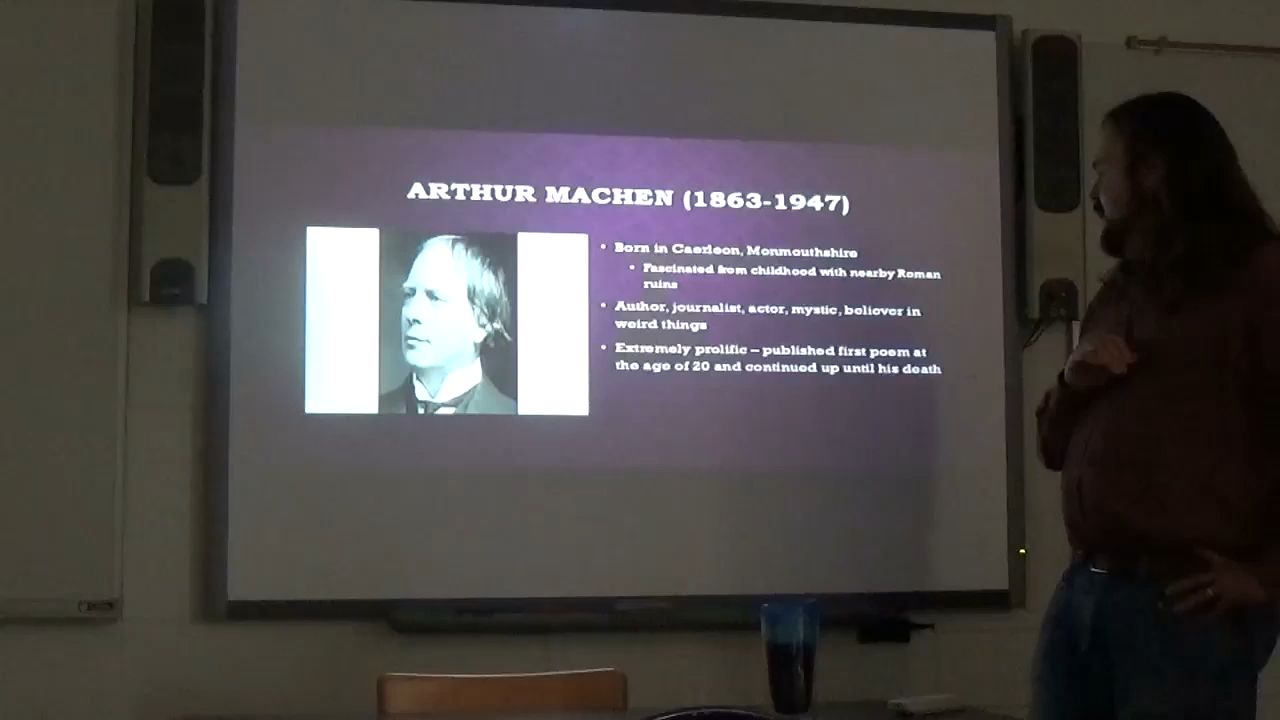 ARTHUR MACHEN (1863-1947)
• Born in Caerleon, Monmouthshire
• Fascinated from childhood with nearby Roman
ruins
• Author, journalist, actor, mystic, believer in
weird things
• Extremely prolific – published first poem at
the age of 20 and continued up until his death